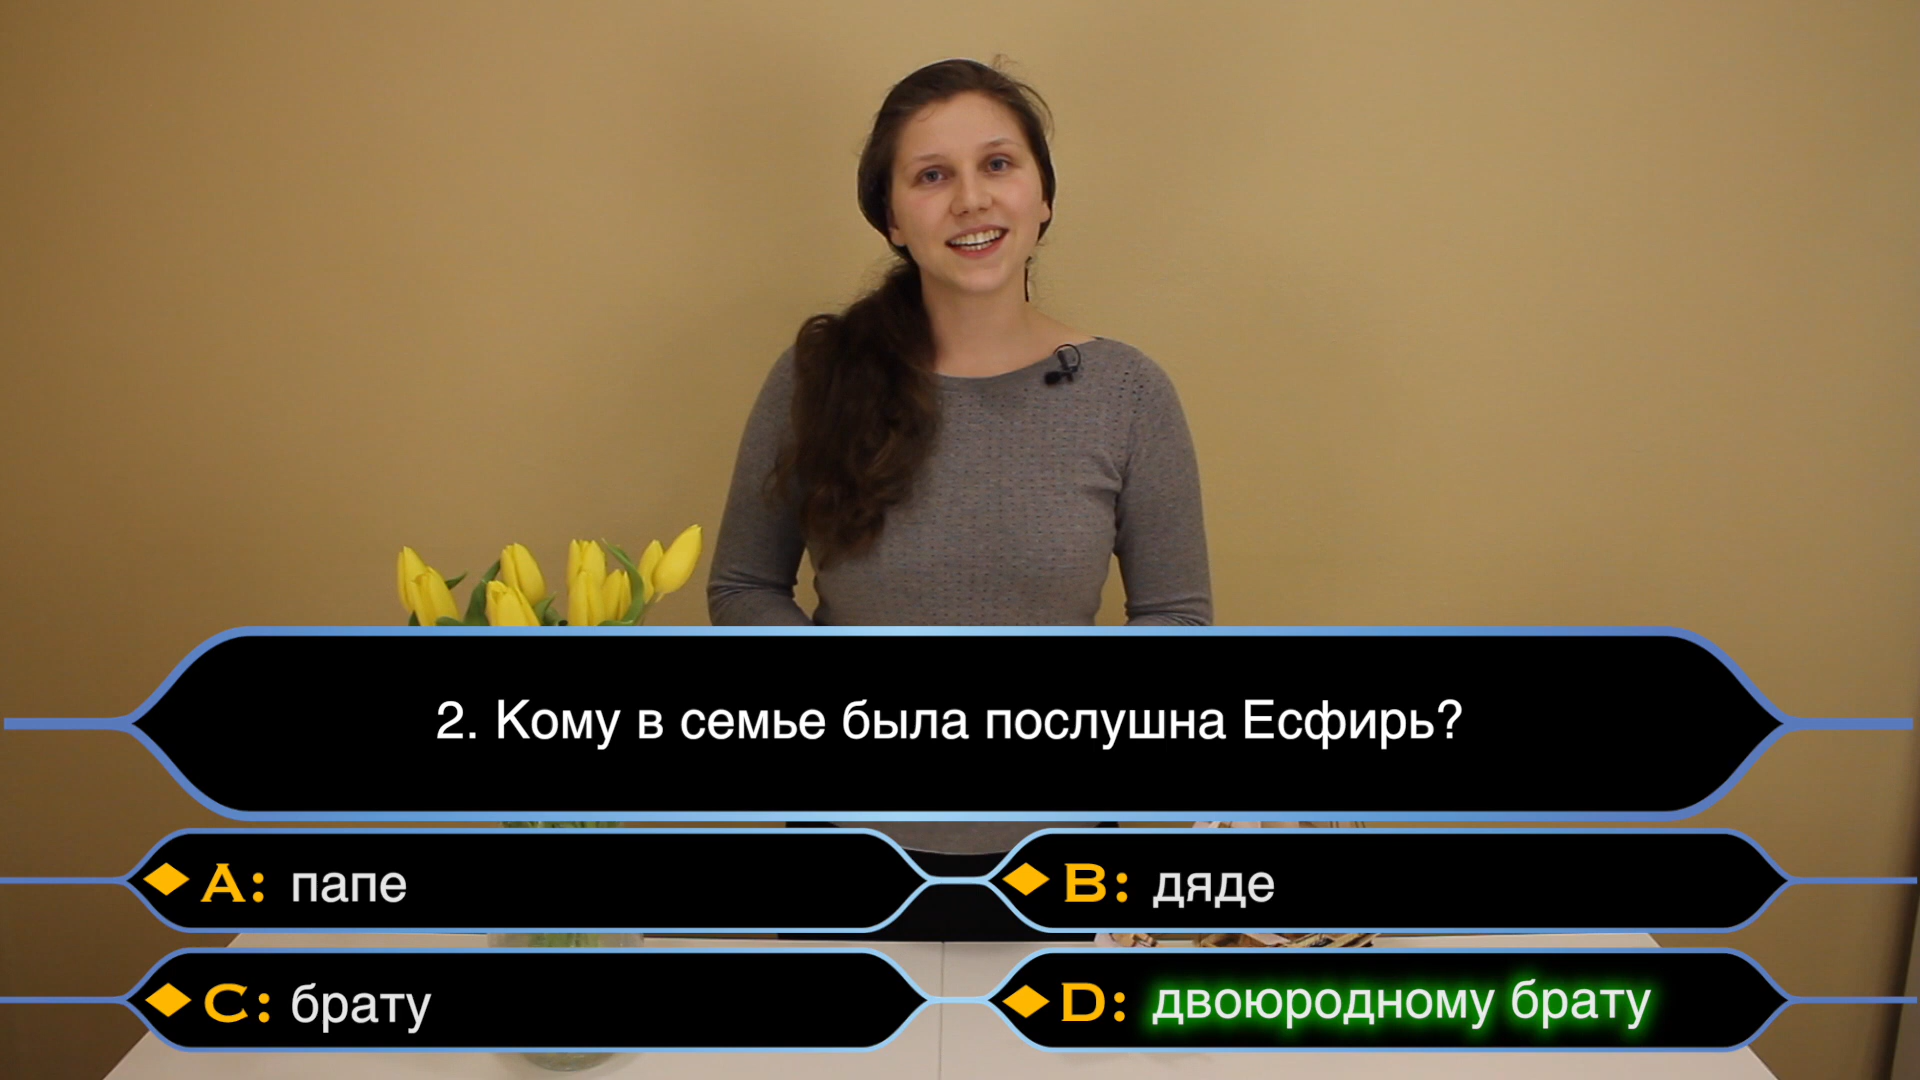 2. Кому в семье была послушна Есфирь?
A: папе
B: дяде
C: брату
D: двоюродному брату